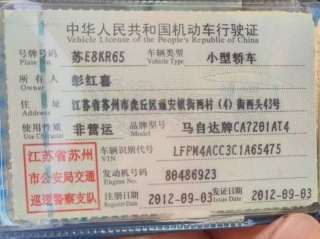 中华人民共和国机动车行驶证
Vehicle License of the People's Republic of China
号牌号码 苏E8KR65 车辆类型 小型轿车
Plate No. Vehicle Type
所有人 彭红喜
Owner
住址 江苏省苏州市虎丘区通安镇街西村(4)街西头43号
Address
使用性质 非营运 品牌型号 马自达牌CA7201AT4
Use Character Model
江苏省苏州
市公安局交通
巡逻警察支队
车辆识别代号 LFPM4ACC3C1A65475
VIN
发动机号码 80486923
Engine No.
注册日期 2012-09-03 发证日期 2012-09-03
Register Date Issue Date